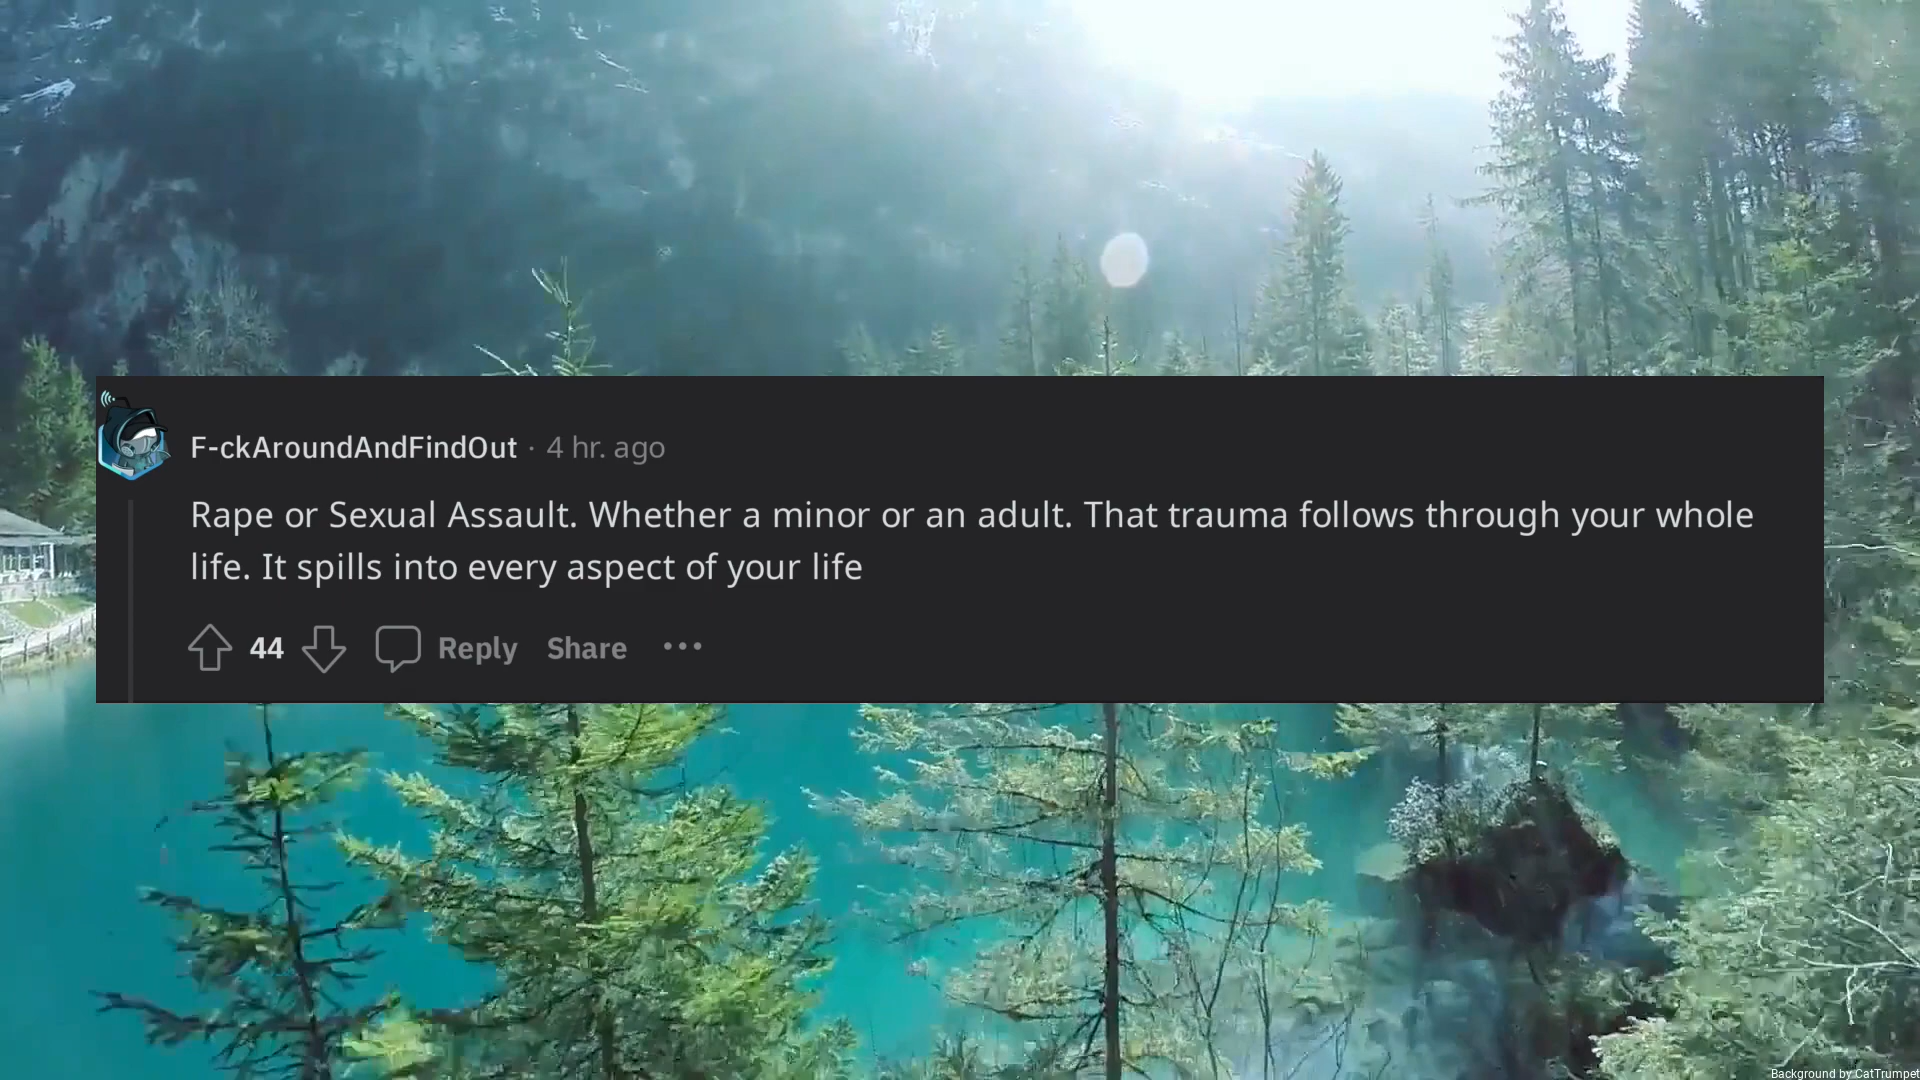 F-ckAroundAndFindOut · 4 hr. ago
Rape or Sexual Assault. Whether a minor or an adult. That trauma follows through your whole
life. It spills into every aspect of your life
44 Reply Share ···
Background by CatTrumpet